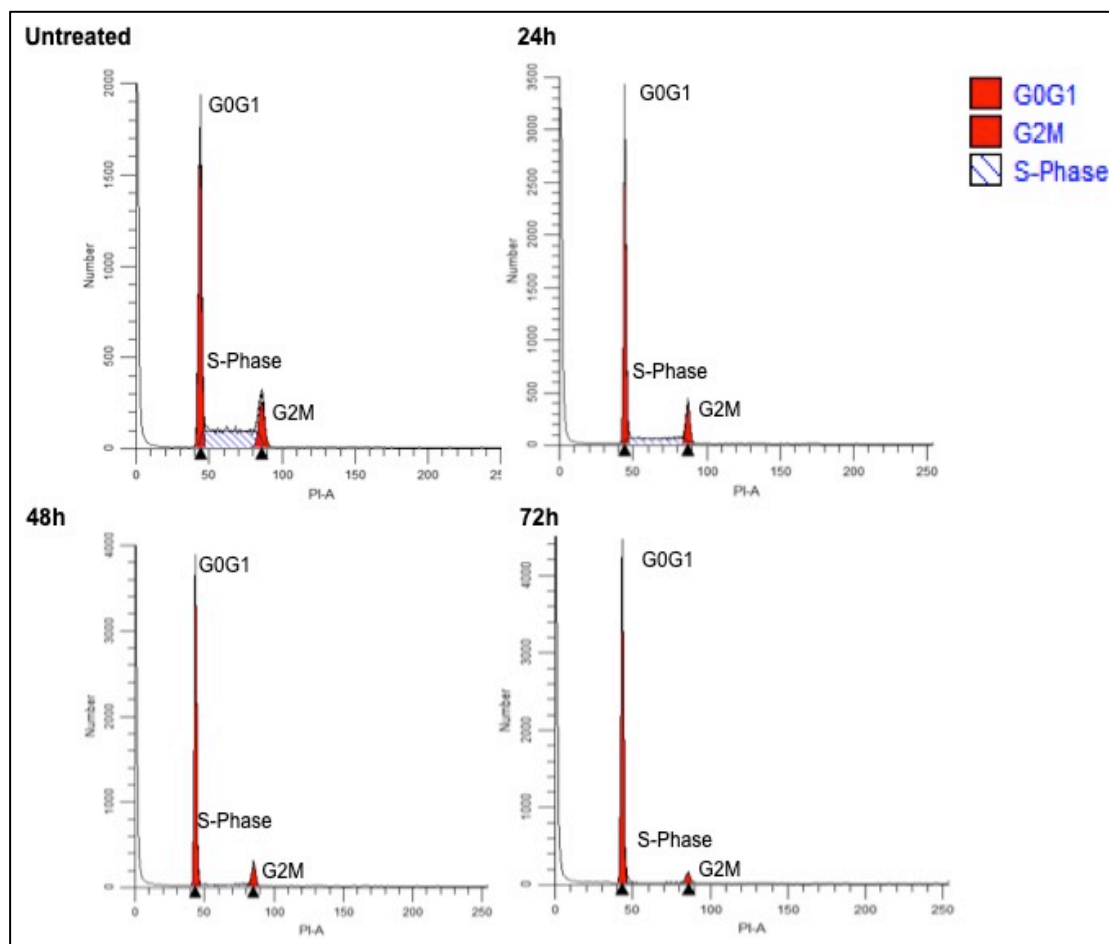 Untreated
2000
1500
1000
500
0
Number
G0G1
S-Phase
G2M
0 50 100 150 200 25
PI-A
24h
3500
3000
2500
2000
1500
1000
500
0
Number
G0G1
S-Phase
G2M
0 50 100 150 200 250
PI-A
G0G1
G2M
S-Phase
48h
4000
3000
2000
1000
0
Number
G0G1
S-Phase
G2M
0 50 100 150 200 250
PI-A
72h
4000
3000
2000
1000
0
Number
G0G1
S-Phase
G2M
0 50 100 150 200 250
PI-A